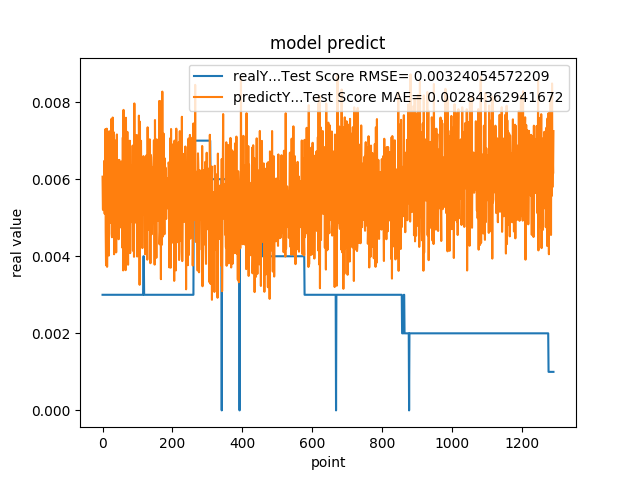 model predict
realY...Test Score RMSE= 0.00324054572209
predictY...Test Score MAE= 0.00284362941672
0.008
0.006
0.004
0.002
0.000
real value
0 200 400 600 800 1000 1200
point